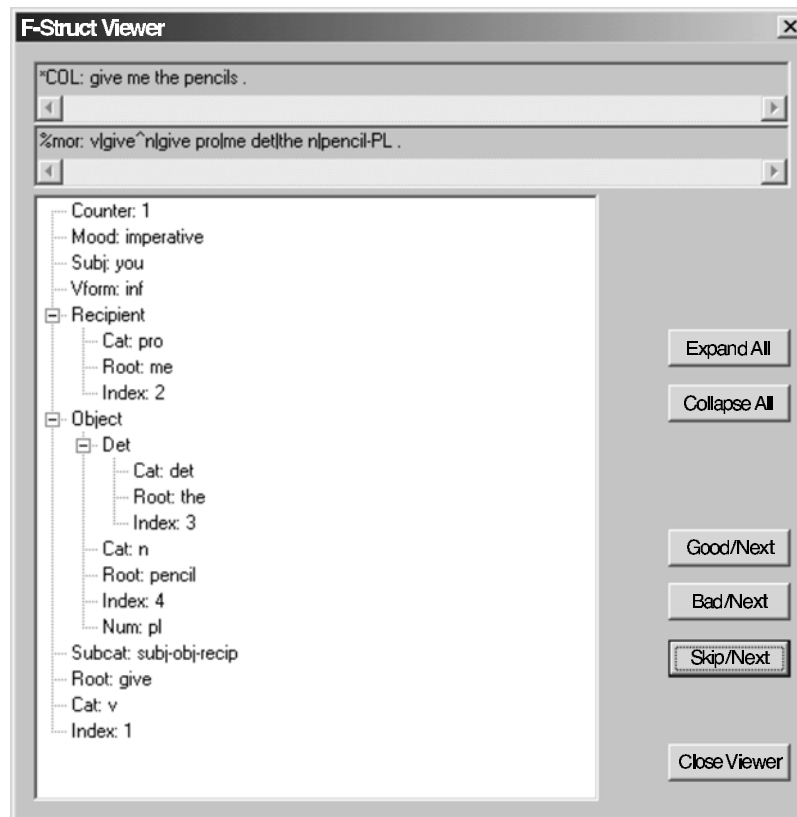 F-Struct Viewer
*COL: give me the pencils .
%mor: v|give^n|give pro|me det|the n|pencil-PL .
Counter: 1
Mood: imperative
Subj: you
Vform: inf
Recipient
Cat: pro
Root: me
Index: 2
Object
Det
Cat: det
Root: the
Index: 3
Cat: n
Root: pencil
Index: 4
Num: pl
Subcat: subj-obj-recip
Root: give
Cat: v
Index: 1
Expand All
Collapse All
Good/Next
Bad/Next
Skip/Next
Close Viewer